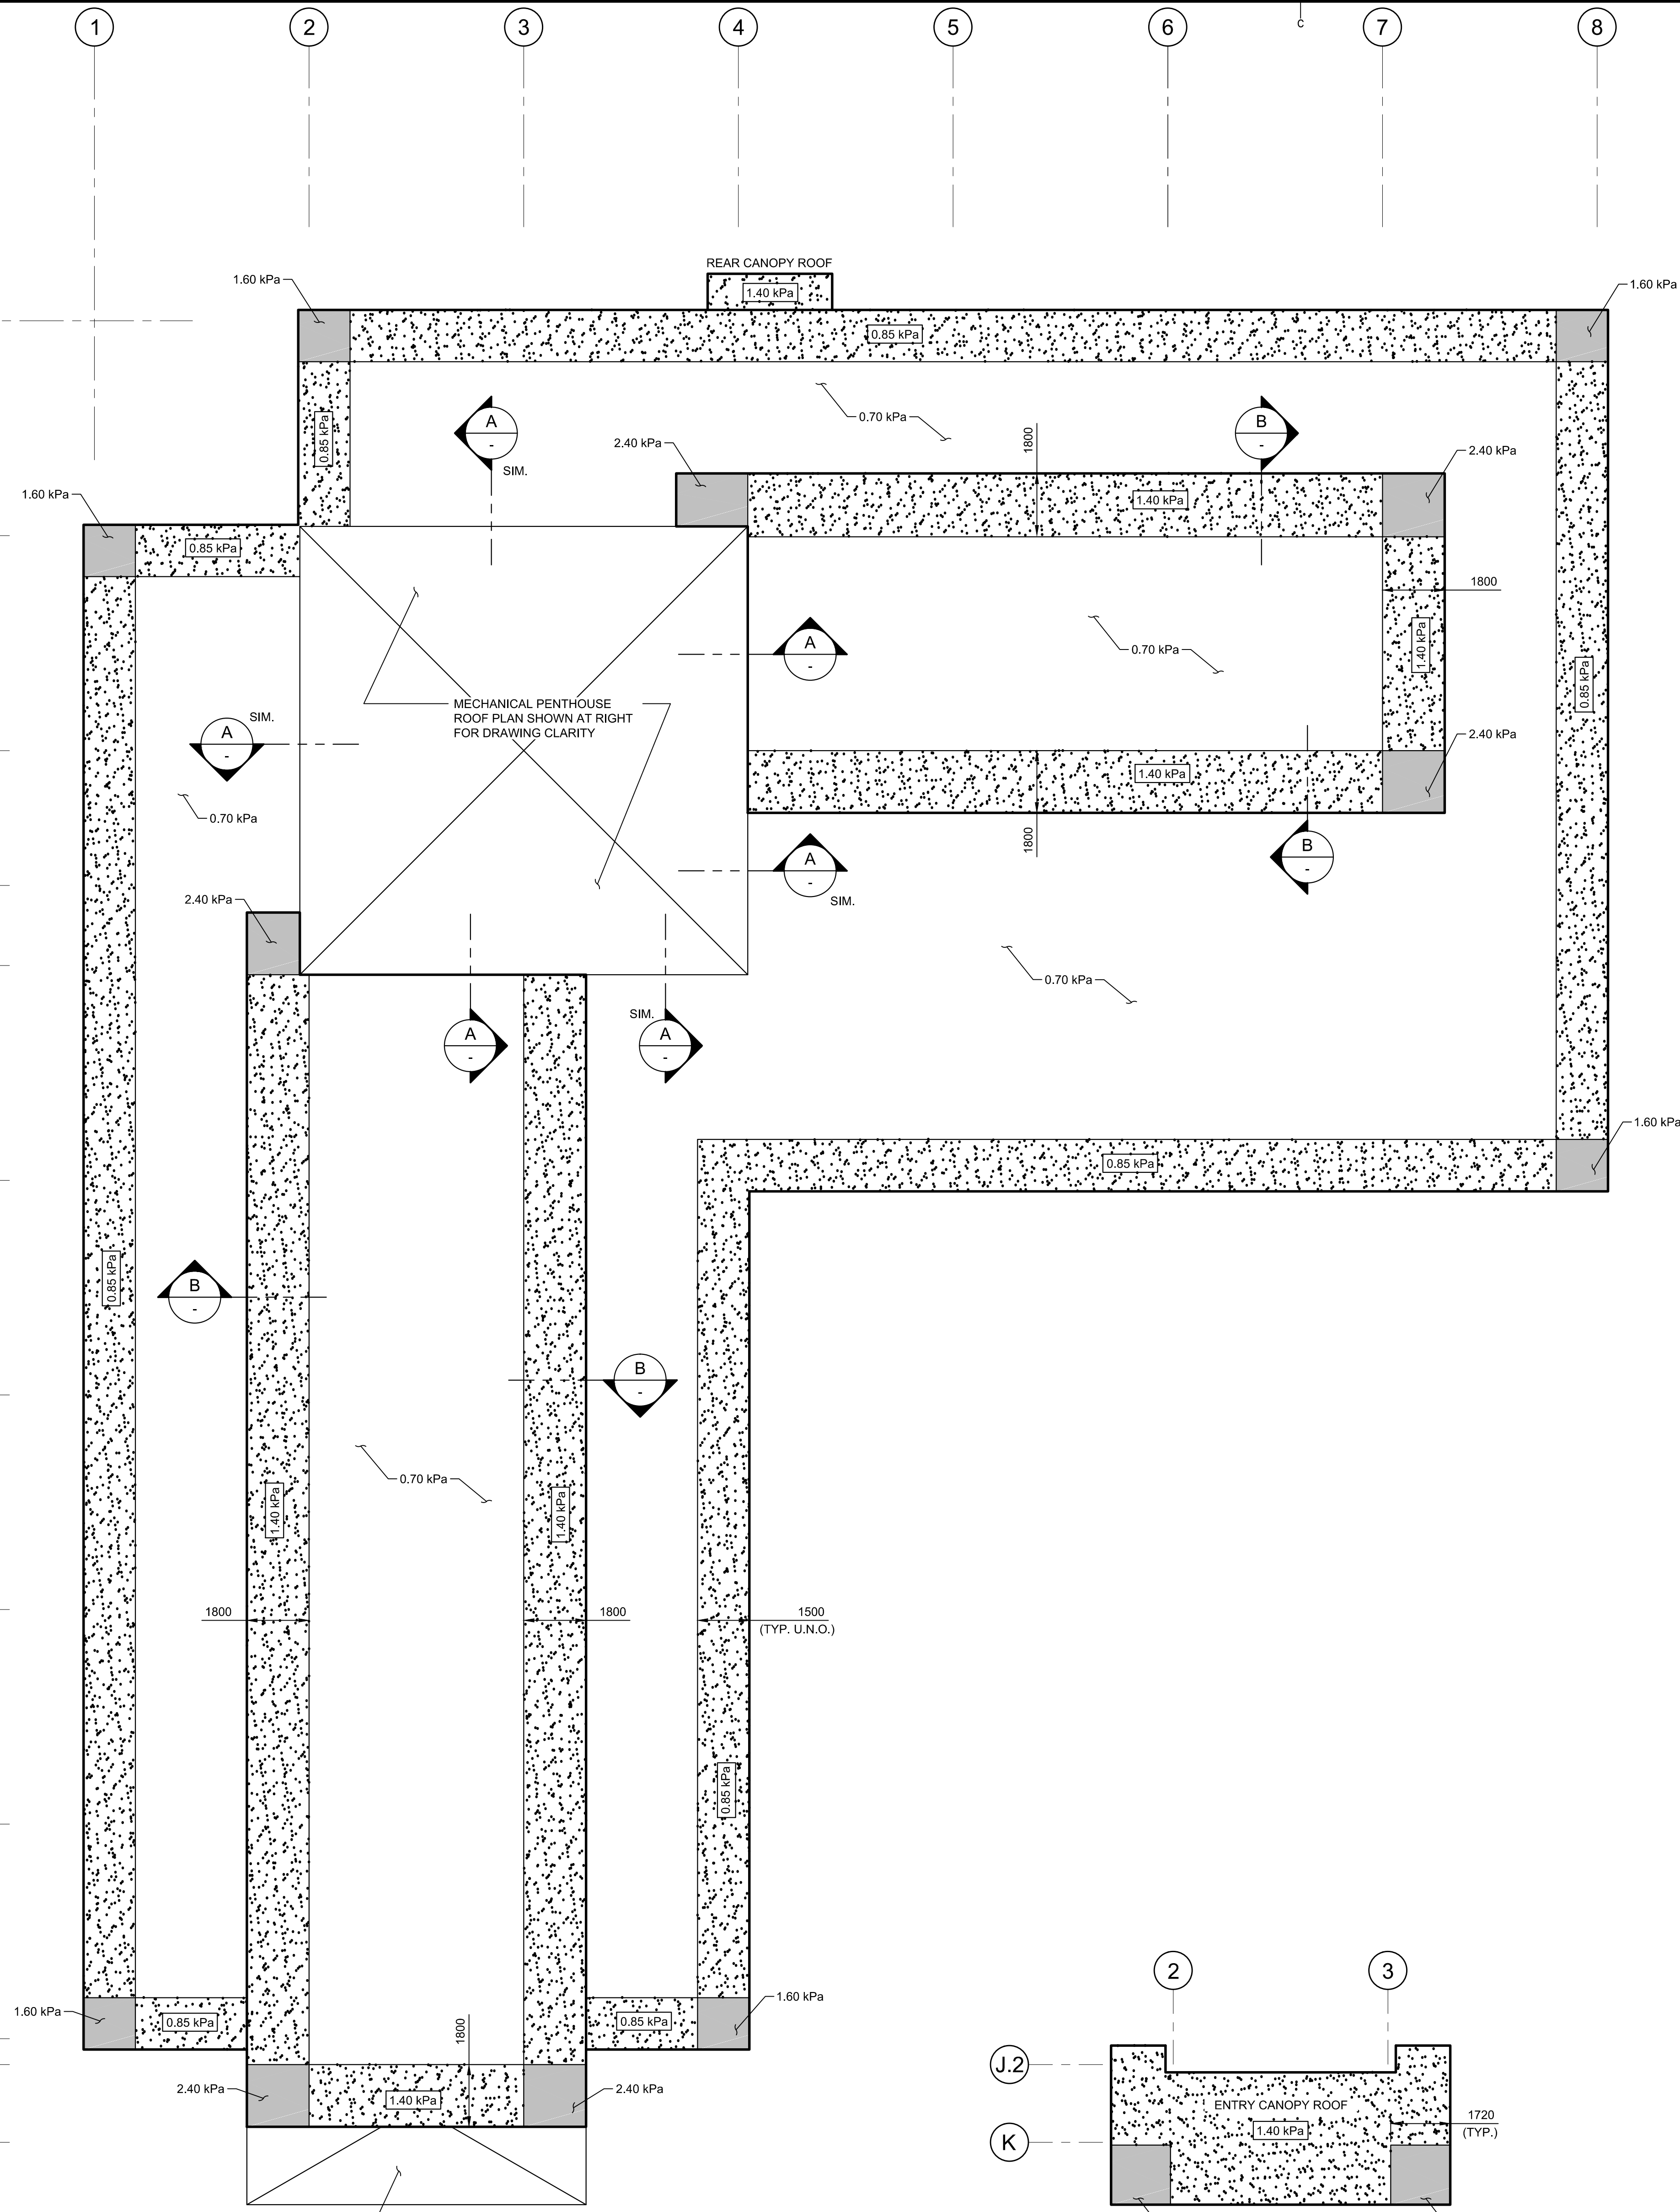 1
2
3
4
5
6
C
7
8
REAR CANOPY ROOF
1.60 kPa
1.60 kPa
1.40 kPa
0.85 kPa
A
-
SIM.
0.70 kPa
B
-
0.85 kPa
2.40 kPa
1800
2.40 kPa
1.60 kPa
1.40 kPa
0.85 kPa
1800
A
-
0.70 kPa
1.40 kPa
0.85 kPa
MECHANICAL PENTHOUSE
ROOF PLAN SHOWN AT RIGHT
FOR DRAWING CLARITY
A
-
SIM.
2.40 kPa
1.40 kPa
0.70 kPa
1800
B
-
A
-
SIM.
2.40 kPa
0.70 kPa
SIM.
A
-
A
-
1.60 kPa
0.85 kPa
0.85 kPa
B
-
B
-
0.70 kPa
1.40 kPa
1.40 kPa
1800
1800
1500
(TYP. U.N.O.)
0.85 kPa
1.60 kPa
0.85 kPa
0.85 kPa
1.60 kPa
1800
2.40 kPa
1.40 kPa
2.40 kPa
2
3
J.2
ENTRY CANOPY ROOF
1.40 kPa
1720
(TYP.)
K